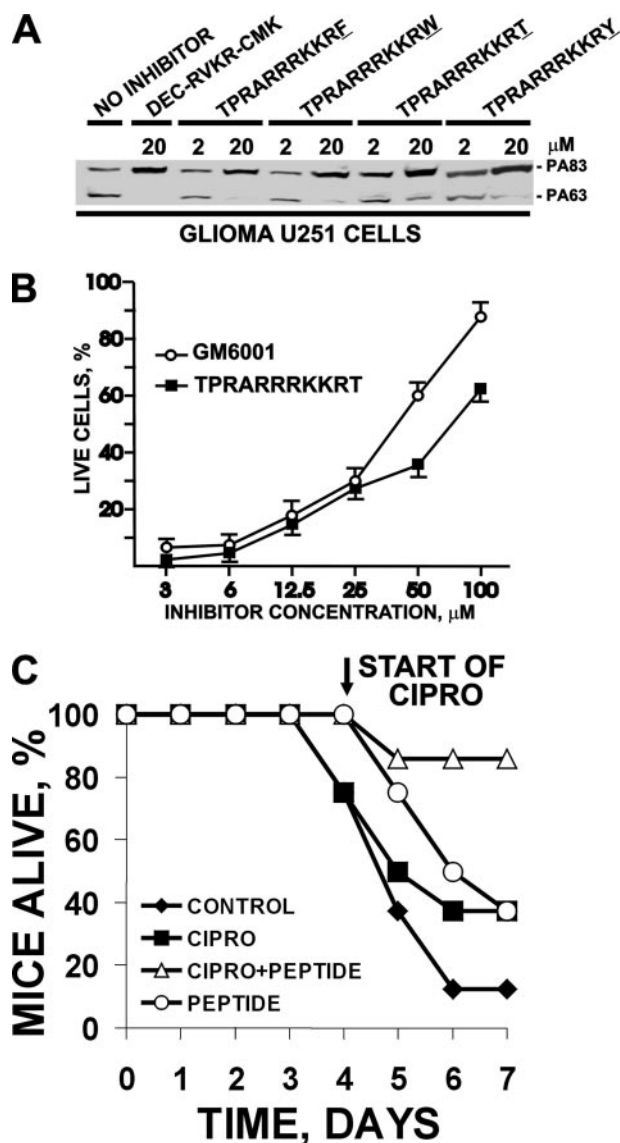 A
NO INHIBITOR
DEC-RVKR-CMK
TPRARRRKKRF
TPRARRRKKRW
TPRARRRKKRT
TPRARRRKKRY
20 2 20 2 20 2 20 2 20 μM
- PA83
- PA63
GLIOMA U251 CELLS
B
LIVE CELLS, %
100
80
60
40
20
GM6001
TPRARRRKKRT
3 6 12.5 25 50 100
INHIBITOR CONCENTRATION, μM
C
START OF
CIPRO
MICE ALIVE, %
100
80
60
40
20
0
CONTROL
CIPRO
CIPRO+PEPTIDE
PEPTIDE
0 1 2 3 4 5 6 7
TIME, DAYS